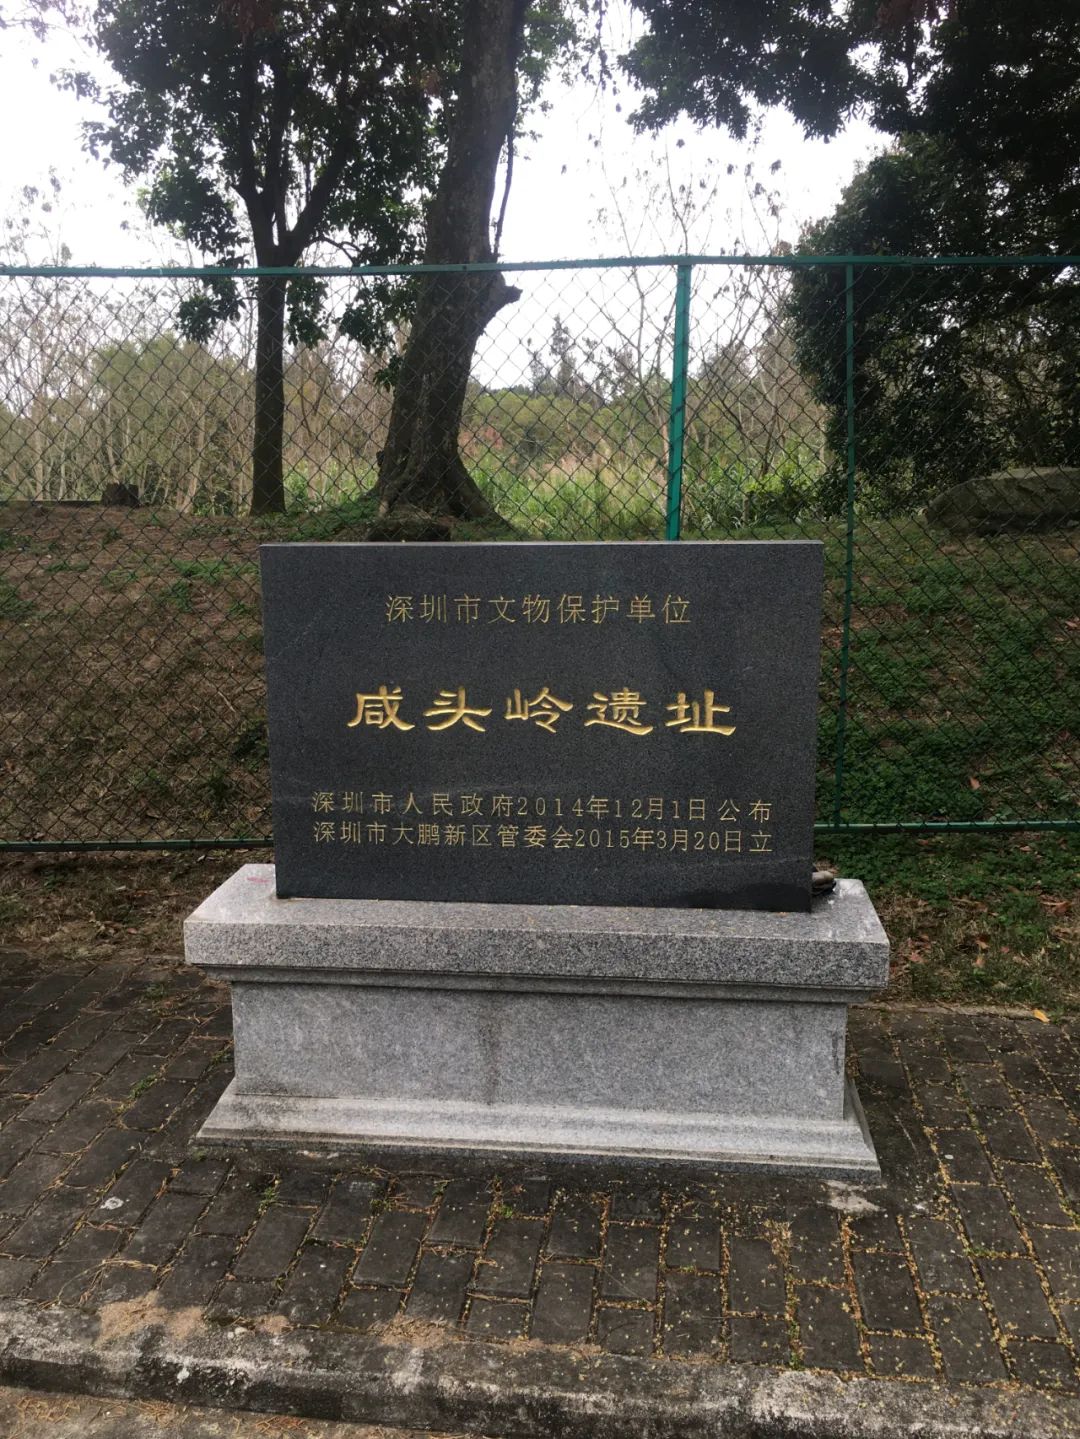 深圳市文物保护单位
咸头岭遗址
深圳市人民政府2014年12月1日公布
深圳市大鹏新区管委会2015年3月20日立